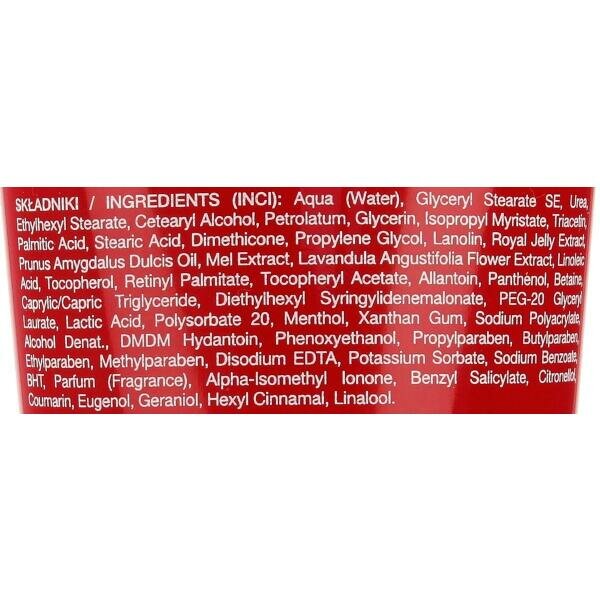 SKŁADNIKI / INGREDIENTS (INCI): Aqua (Water), Glyceryl Stearate SE, Urea,
Ethylhexyl Stearate, Cetearyl Alcohol, Petrolatum, Glycerin, Isopropyl Myristate, Triacetin,
Palmitic Acid, Stearic Acid, Dimethicone, Propylene Glycol, Lanolin, Royal Jelly Extract,
Prunus Amygdalus Dulcis Oil, Mel Extract, Lavandula Angustifolia Flower Extract, Linoleic
Acid, Tocopherol, Retinyl Palmitate, Tocopheryl Acetate, Allantoin, Panthenol, Betaine,
Caprylic/Capric Triglyceride, Diethylhexyl Syringylidenemalonate, PEG-20 Glyceryl
Laurate, Lactic Acid, Polysorbate 20, Menthol, Xanthan Gum, Sodium Polyacrylate,
Alcohol Denat., DMDM Hydantoin, Phenoxyethanol, Propylparaben, Butylparaben,
Ethylparaben, Methylparaben, Disodium EDTA, Potassium Sorbate, Sodium Benzoate,
BHT, Parfum (Fragrance), Alpha-Isomethyl Ionone, Benzyl Salicylate, Citronellol,
Coumarin, Eugenol, Geraniol, Hexyl Cinnamal, Linalool.